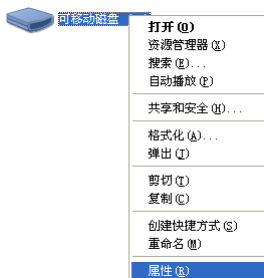 可移动磁盘
打开(O)
资源管理器(X)
搜索(E)...
自动播放(P)
共享和安全(H)...
格式化(A)...
弹出(J)
剪切(T)
复制(C)
创建快捷方式(S)
重命名(M)
属性(R)